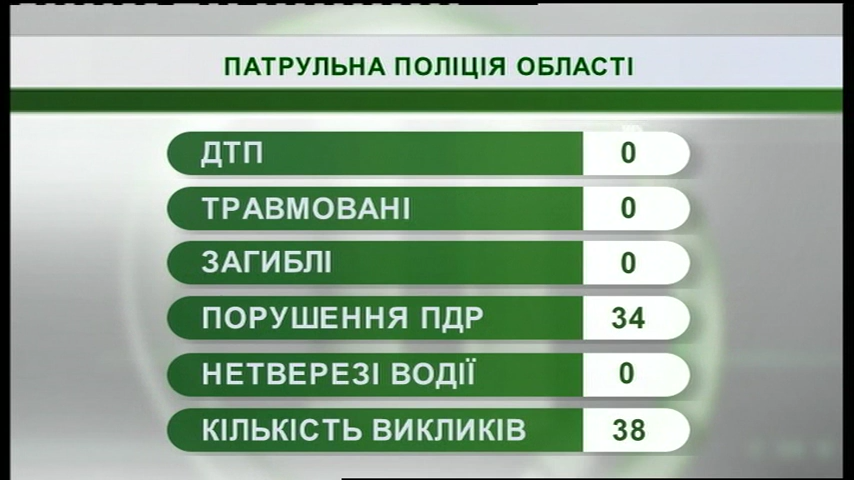 ПАТРУЛЬНА ПОЛІЦІЯ ОБЛАСТІ
ДТП 0
ТРАВМОВАНІ 0
ЗАГИБЛІ 0
ПОРУШЕННЯ ПДР 34
НЕТВЕРЕЗІ ВОДІЇ 0
КІЛЬКІСТЬ ВИКЛИКІВ 38